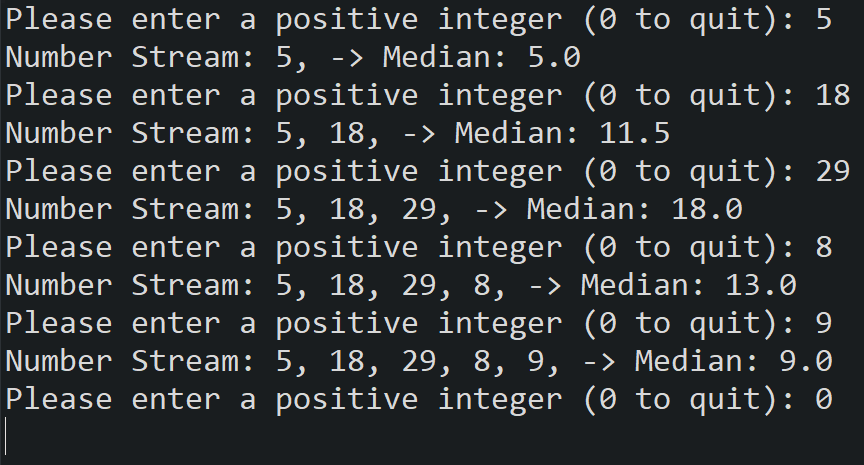 Please enter a positive integer (0 to quit): 5
Number Stream: 5, -> Median: 5.0
Please enter a positive integer (0 to quit): 18
Number Stream: 5, 18, -> Median: 11.5
Please enter a positive integer (0 to quit): 29
Number Stream: 5, 18, 29, -> Median: 18.0
Please enter a positive integer (0 to quit): 8
Number Stream: 5, 18, 29, 8, -> Median: 13.0
Please enter a positive integer (0 to quit): 9
Number Stream: 5, 18, 29, 8, 9, -> Median: 9.0
Please enter a positive integer (0 to quit): 0